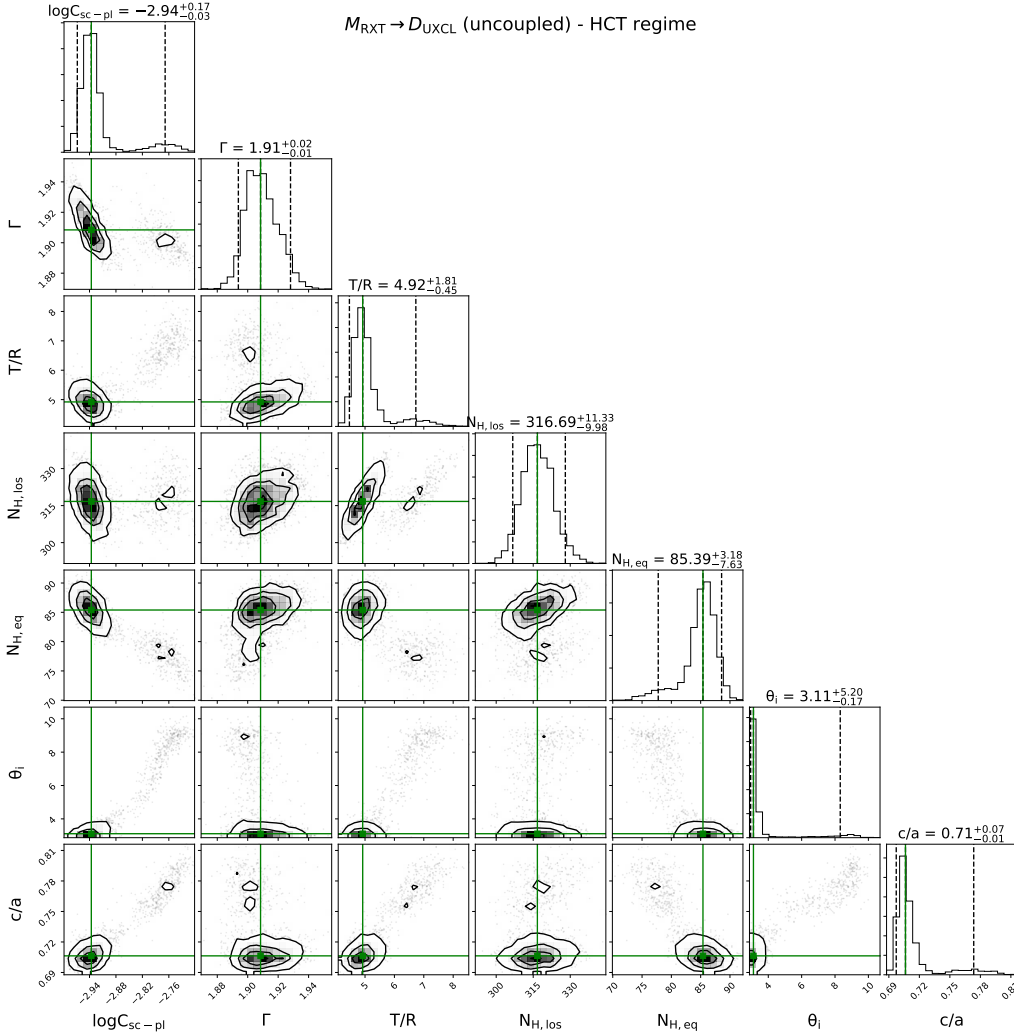 logC_sc−pl = −2.94 +0.17 −0.03
M_RXT → D_UXCL (uncoupled) - HCT regime
Γ = 1.91 +0.02 −0.01
1.94
1.92
1.90
1.88
Γ
T/R = 4.92 +1.81 −0.45
8
7
6
5
T/R
N_H,los = 316.69 +11.33 −9.98
330
315
300
N_H,los
N_H,eq = 85.39 +3.18 −7.63
90
85
80
75
70
N_H,eq
θ_i = 3.11 +5.20 −0.17
10
8
6
4
θ_i
c/a = 0.71 +0.07 −0.01
0.81
0.78
0.75
0.72
0.69
c/a
−2.94 −2.88 −2.82 −2.76 1.88 1.90 1.92 1.94 5 6 7 8 300 315 330 70 75 80 85 90 4 6 8 10 0.69 0.72 0.75 0.78 0.81
logC_sc−pl Γ T/R N_H,los N_H,eq θ_i c/a